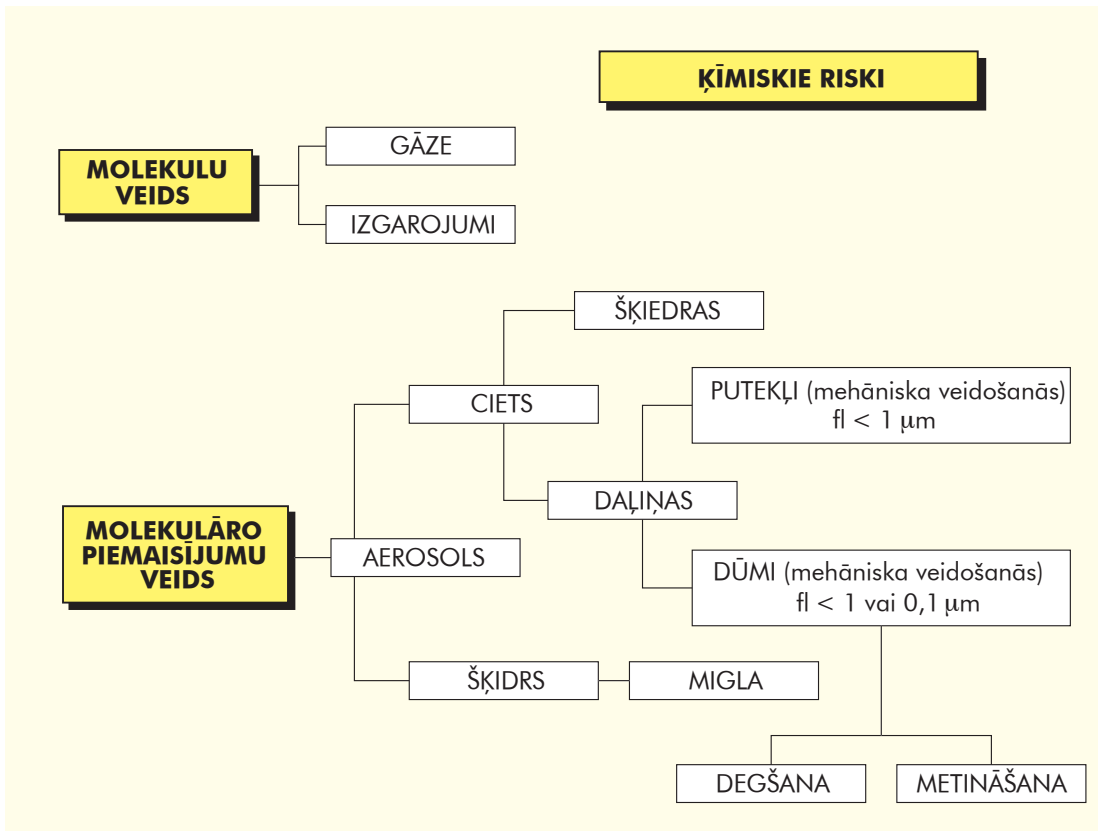 ĶĪMISKIE RISKI
MOLEKULU
VEIDS
GĀZE
IZGAROJUMI
ŠĶIEDRAS
CIETS
PUTEKĻI (mehāniska veidošanās)
fl < 1 µm
DAĻIŅAS
MOLEKULĀRO
PIEMAISĪJUMU
VEIDS
AEROSOLS
DŪMI (mehāniska veidošanās)
fl < 1 vai 0,1 µm
ŠĶIDRS
MIGLA
DEGŠANA
METINĀŠANA